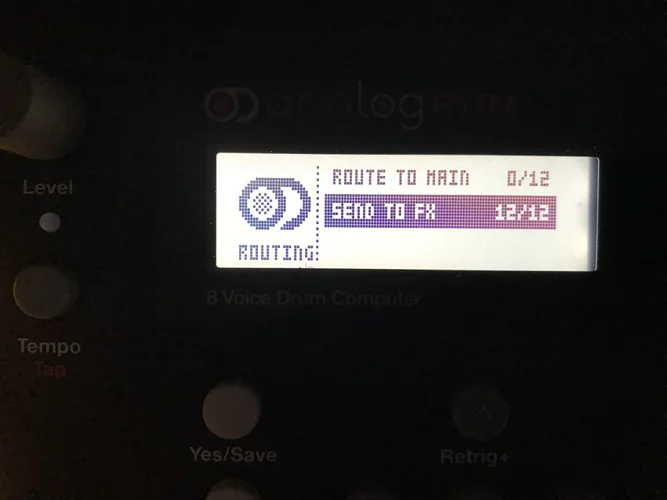 analog RYTM
Level
ROUTE TO MAIN 0/12
SEND TO FX 12/12
ROUTING
8 Voice Drum Computer
Tempo
Tap
Yes/Save
Retrig+